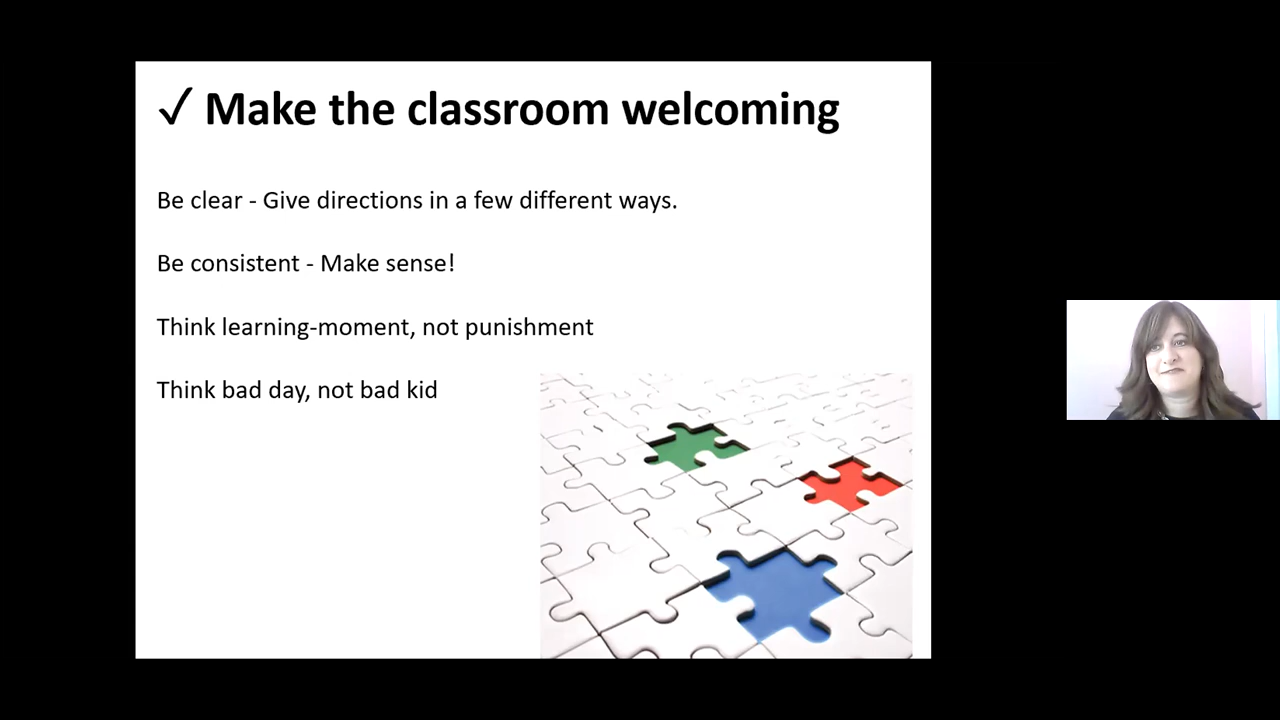 ✓ Make the classroom welcoming
Be clear - Give directions in a few different ways.
Be consistent - Make sense!
Think learning-moment, not punishment
Think bad day, not bad kid